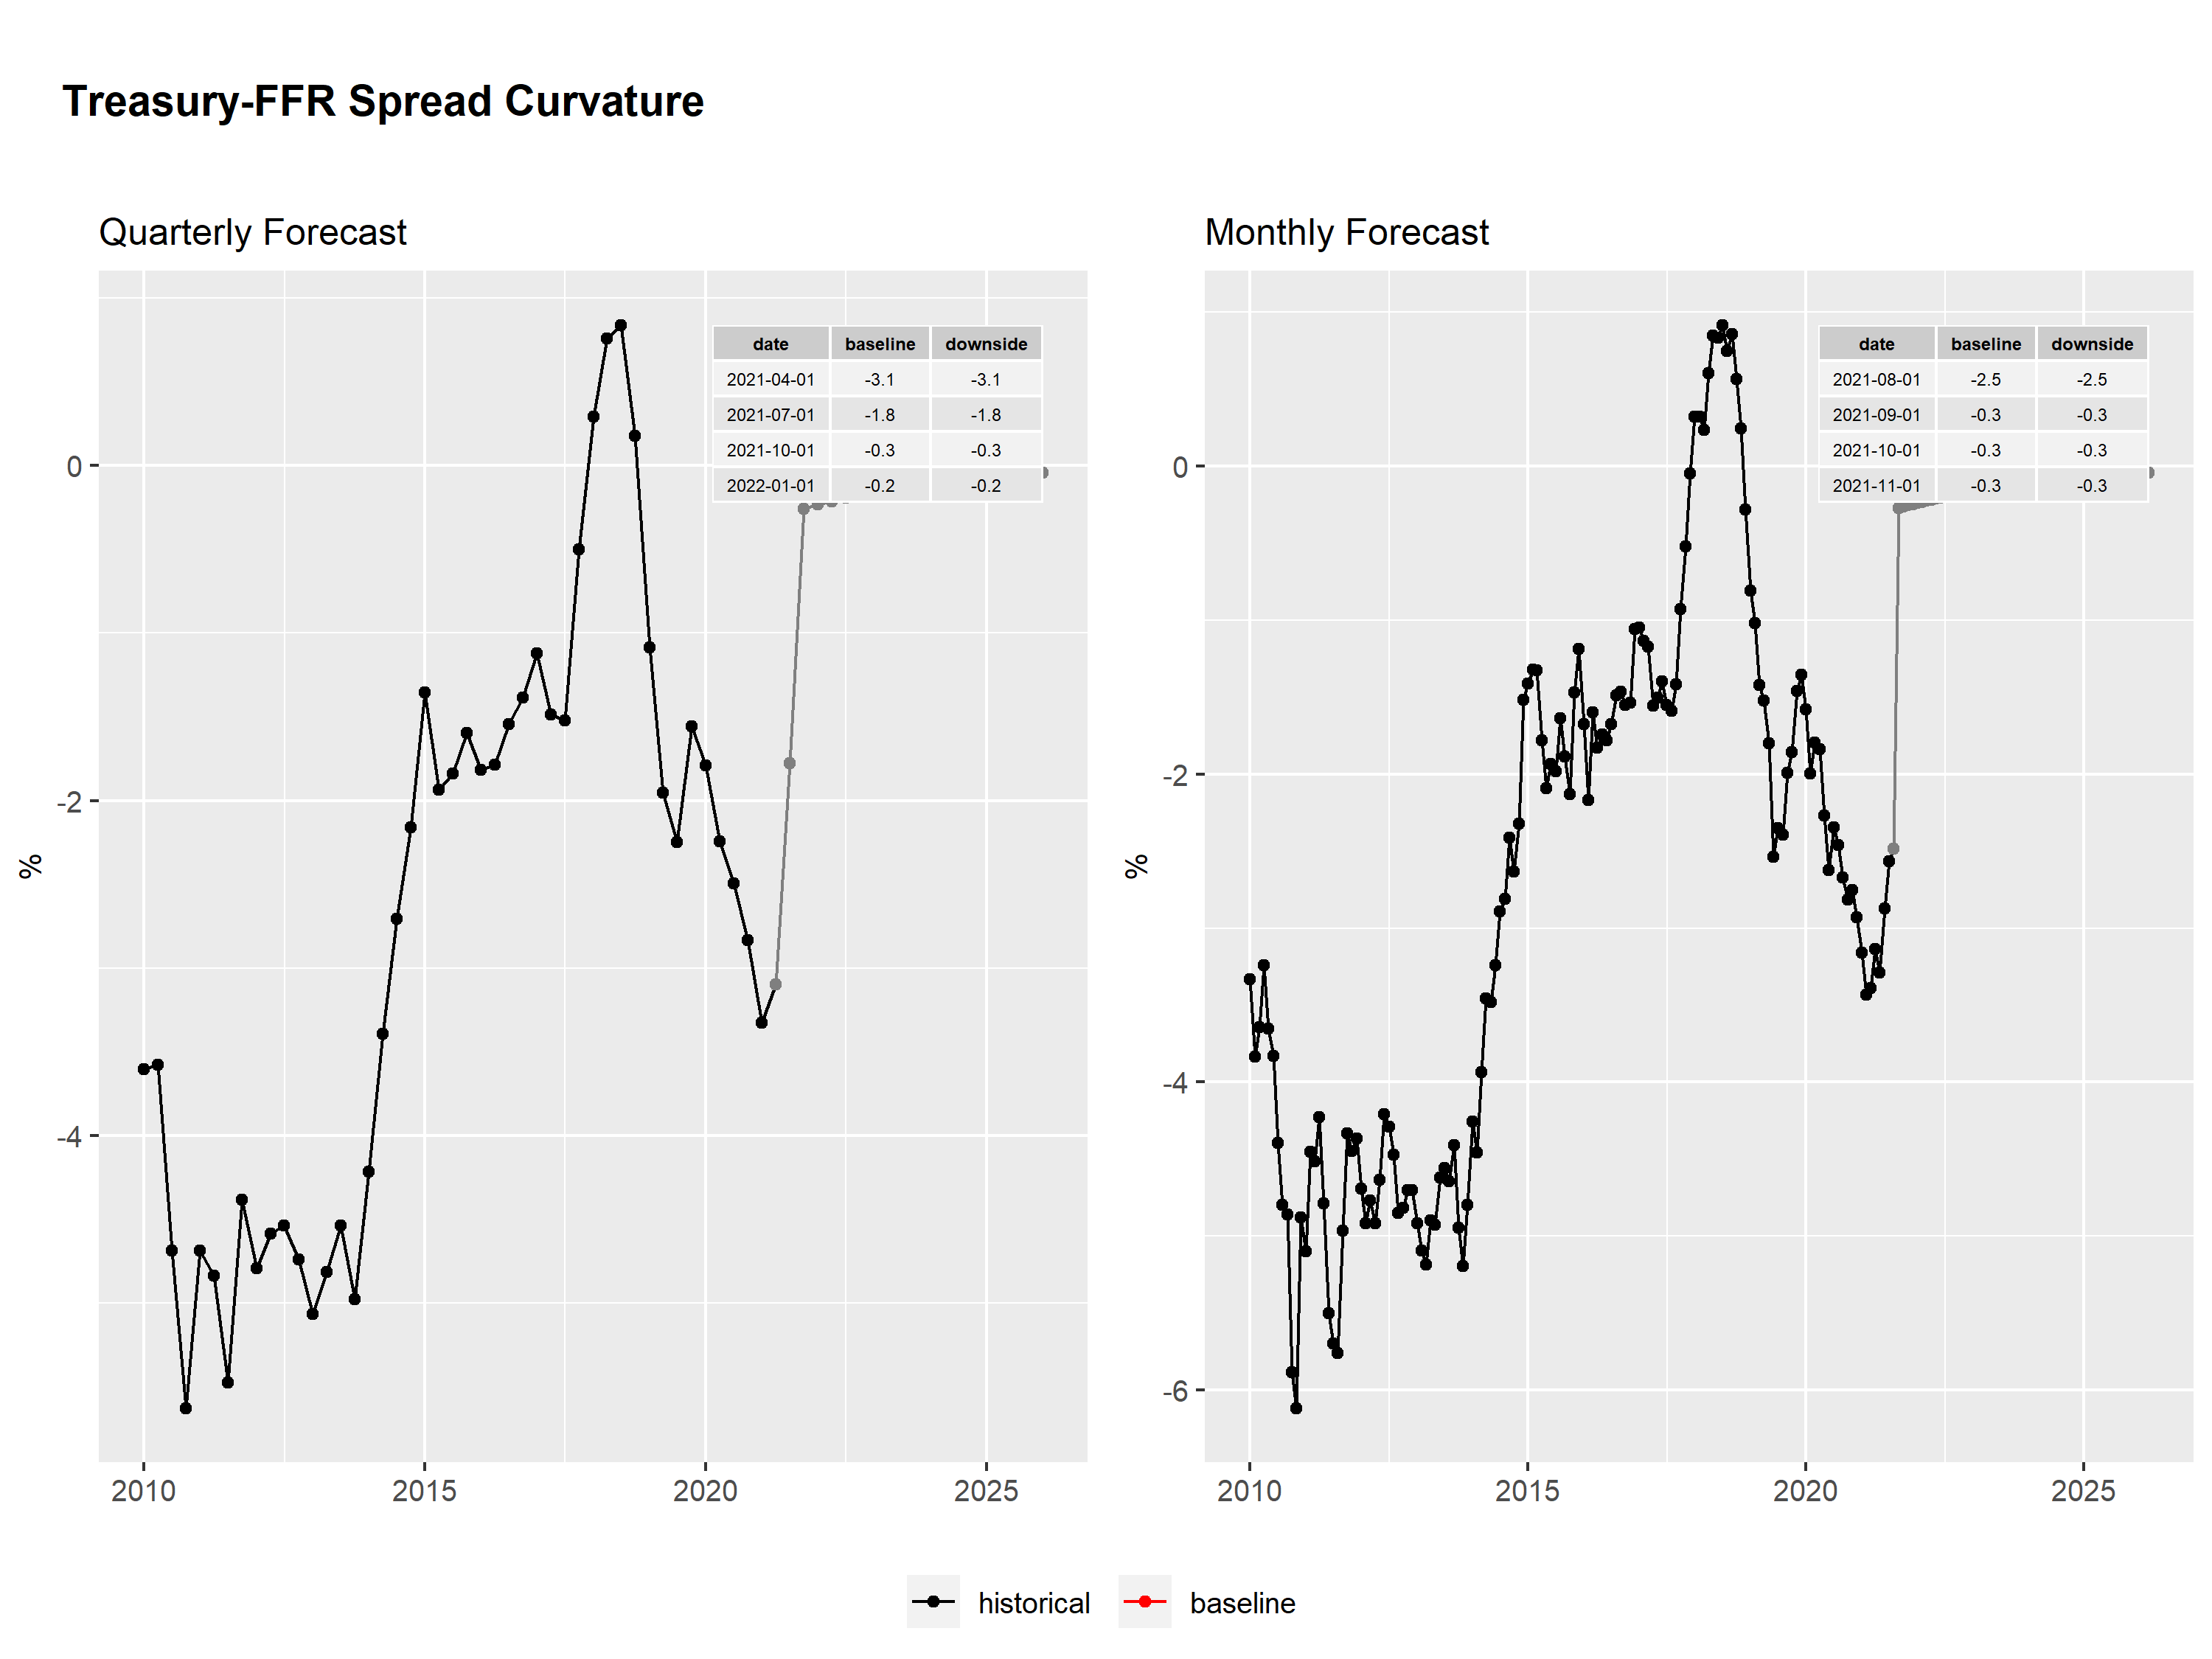 Treasury-FFR Spread Curvature
Quarterly Forecast
Monthly Forecast
date baseline downside
2021-04-01 -3.1 -3.1
2021-07-01 -1.8 -1.8
2021-10-01 -0.3 -0.3
2022-01-01 -0.2 -0.2
0
-2
-4
%
2010 2015 2020 2025
date baseline downside
2021-08-01 -2.5 -2.5
2021-09-01 -0.3 -0.3
2021-10-01 -0.3 -0.3
2021-11-01 -0.3 -0.3
0
-2
-4
-6
%
2010 2015 2020 2025
historical baseline